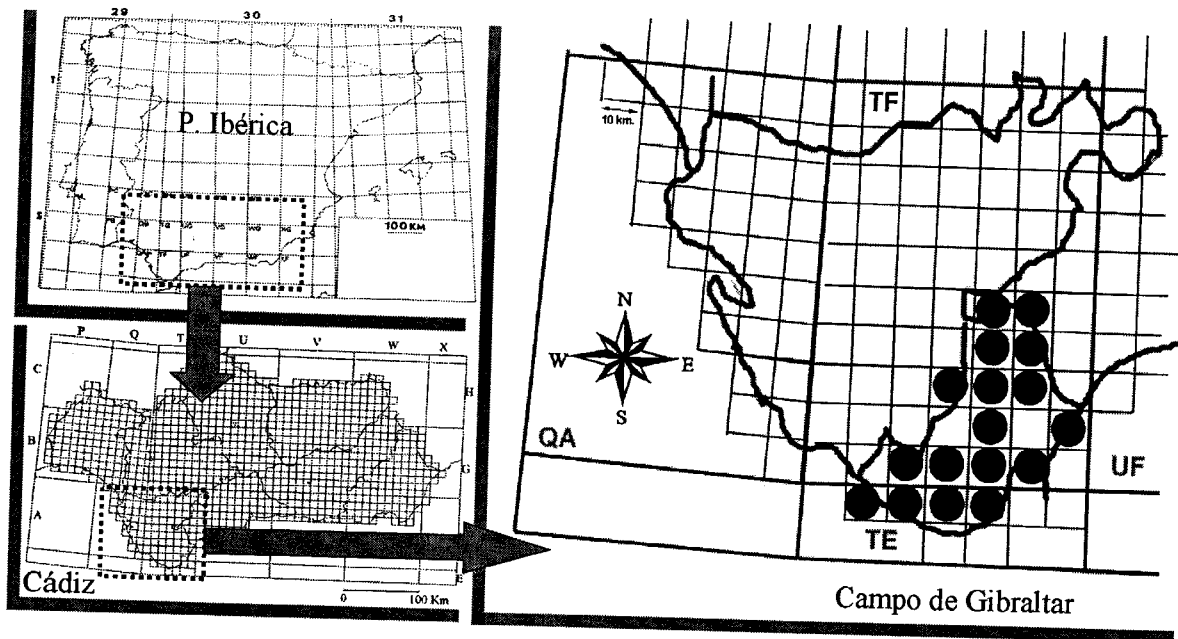 29 30 31
T
P. Ibérica
S
100 KM
P Q T U V W X
C
H
B
G
A
E
Cádiz
0 100 Km
TF
10 km.
N
W E
S
QA
UF
TE
Campo de Gibraltar